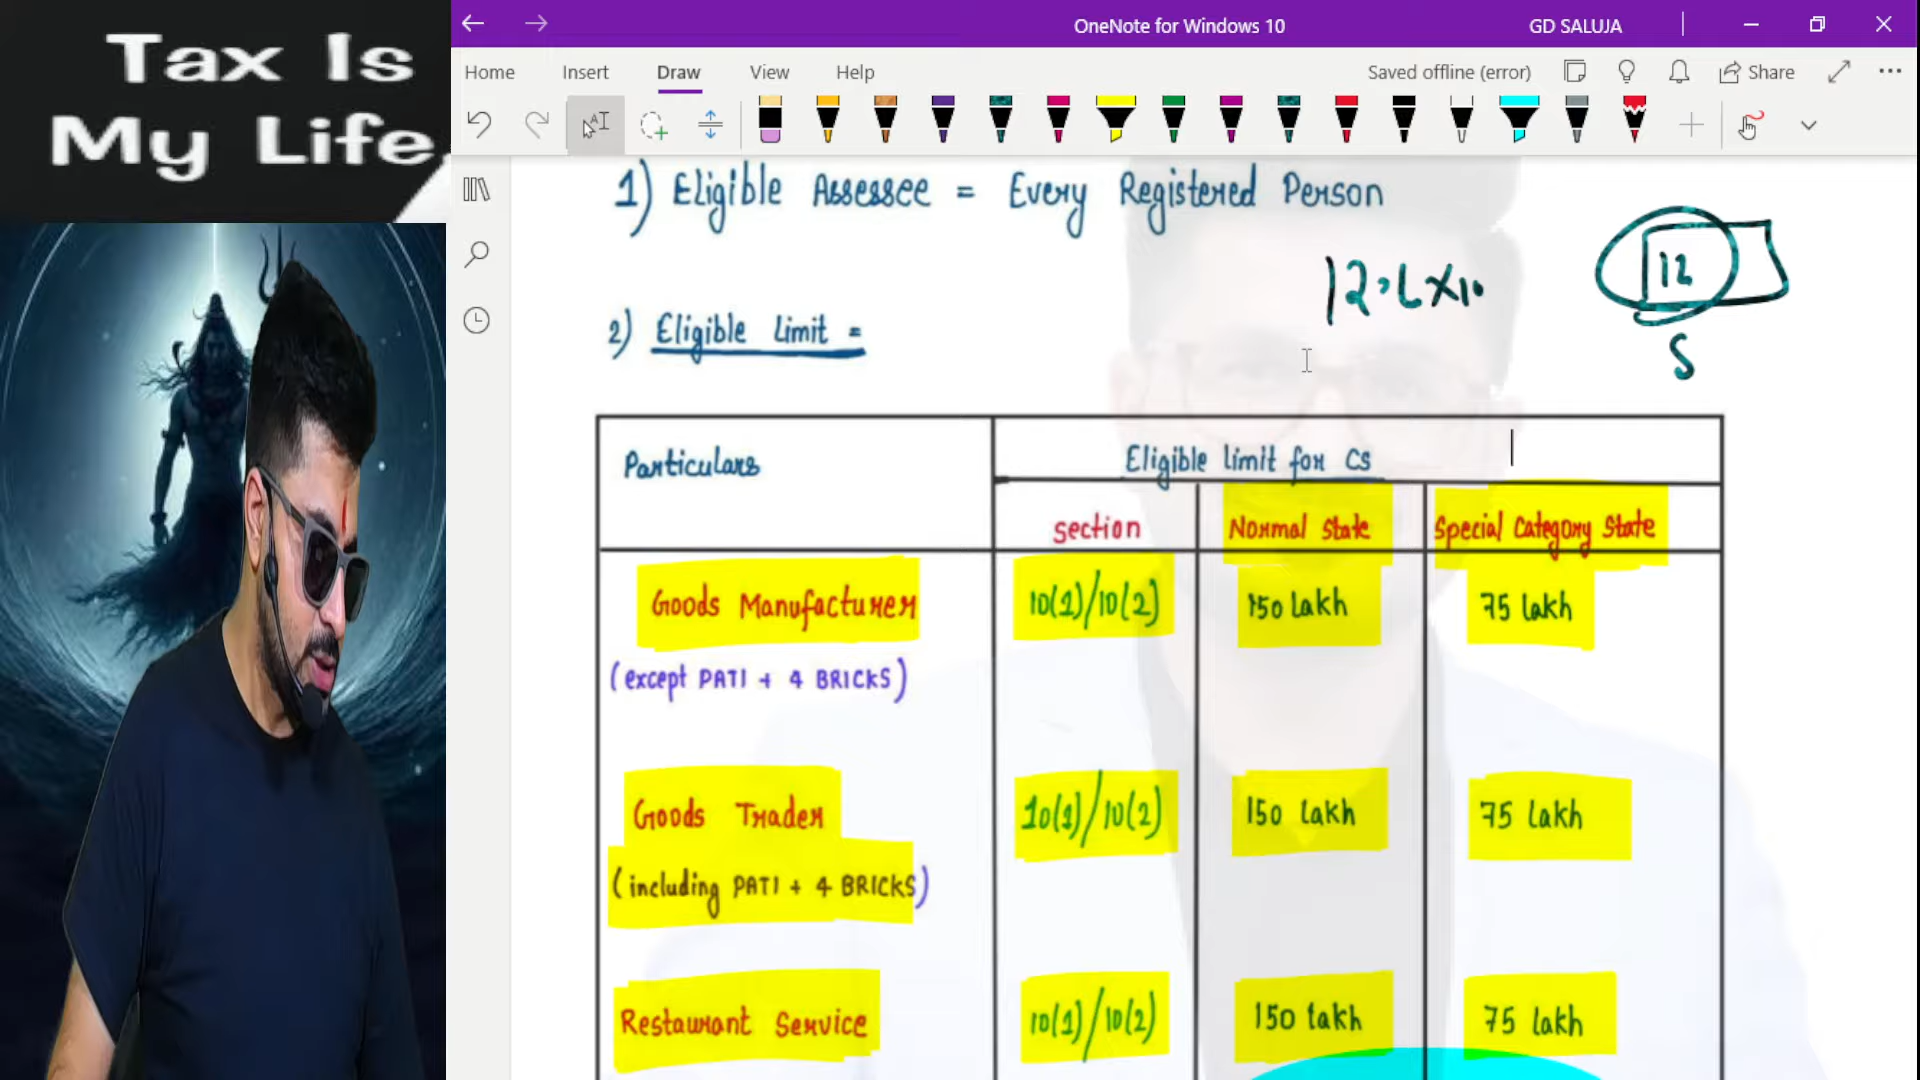 Tax Is
My Life,
OneNote for Windows 10
GD SALUJA
Home Insert Draw View Help
Saved offline (error)
Share
1) Eligible Assessee = Every Registered Person
2) Eligible Limit =
12
S
Particulars
Eligible limit for CS
section
Normal State
Special Category State
Goods Manufacturer
10(1)/10(2)
150 lakh
75 lakh
(except PATI + 4 BRICKS)
Goods Trader
10(1)/10(2)
150 lakh
75 lakh
(including PATI + 4 BRICKS)
Restaurant Service
10(1)/10(2)
150 lakh
75 lakh